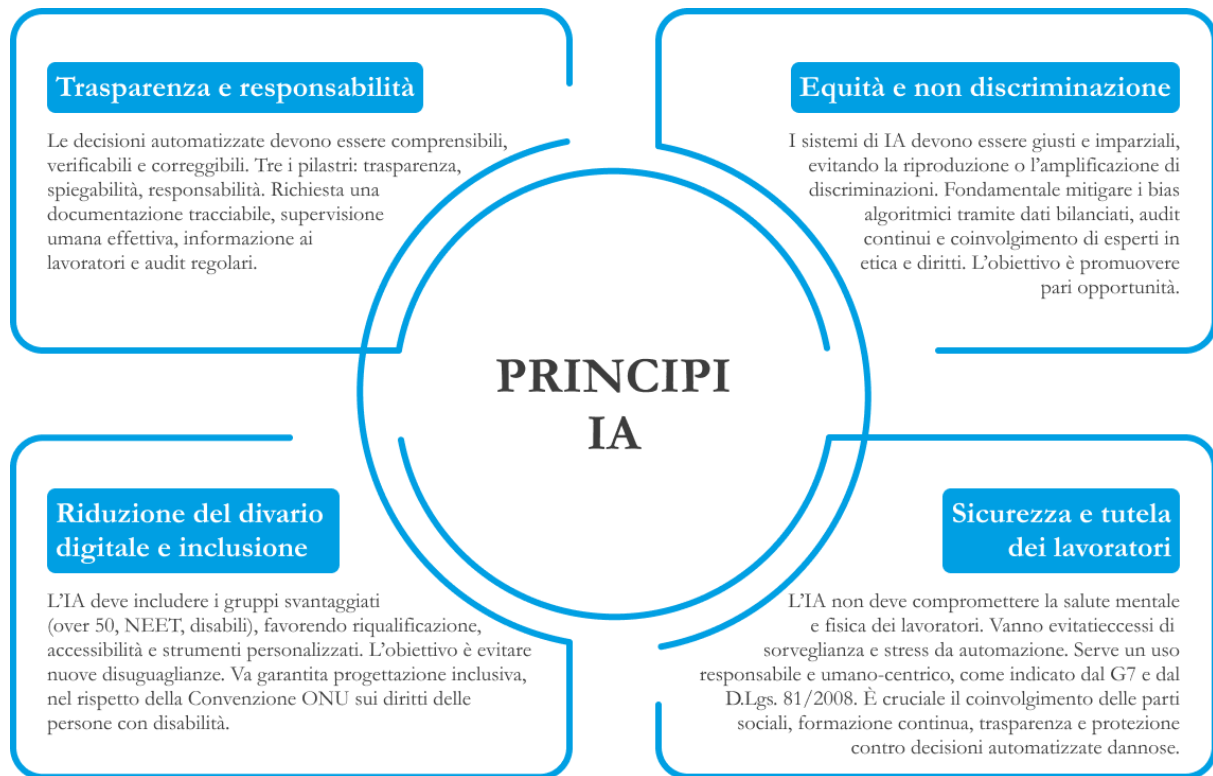 Trasparenza e responsabilità
Le decisioni automatizzate devono essere comprensibili,
verificabili e correggibili. Tre i pilastri: trasparenza,
spiegabilità, responsabilità. Richiesta una
documentazione tracciabile, supervisione
umana effettiva, informazione ai
lavoratori e audit regolari.
Equità e non discriminazione
I sistemi di IA devono essere giusti e imparziali,
evitando la riproduzione o l’amplificazione di
discriminazioni. Fondamentale mitigare i bias
algoritmici tramite dati bilanciati, audit
continui e coinvolgimento di esperti in
etica e diritti. L’obiettivo è promuovere
pari opportunità.
PRINCIPI
IA
Riduzione del divario
digitale e inclusione
L’IA deve includere i gruppi svantaggiati
(over 50, NEET, disabili), favorendo riqualificazione,
accessibilità e strumenti personalizzati. L’obiettivo è evitare
nuove disuguaglianze. Va garantita progettazione inclusiva,
nel rispetto della Convenzione ONU sui diritti delle
persone con disabilità.
Sicurezza e tutela
dei lavoratori
L’IA non deve compromettere la salute mentale
e fisica dei lavoratori. Vanno evitatieccessi di
sorveglianza e stress da automazione. Serve un uso
responsabile e umano-centrico, come indicato dal G7 e dal
D.Lgs. 81/2008. È cruciale il coinvolgimento delle parti
sociali, formazione continua, trasparenza e protezione
contro decisioni automatizzate dannose.